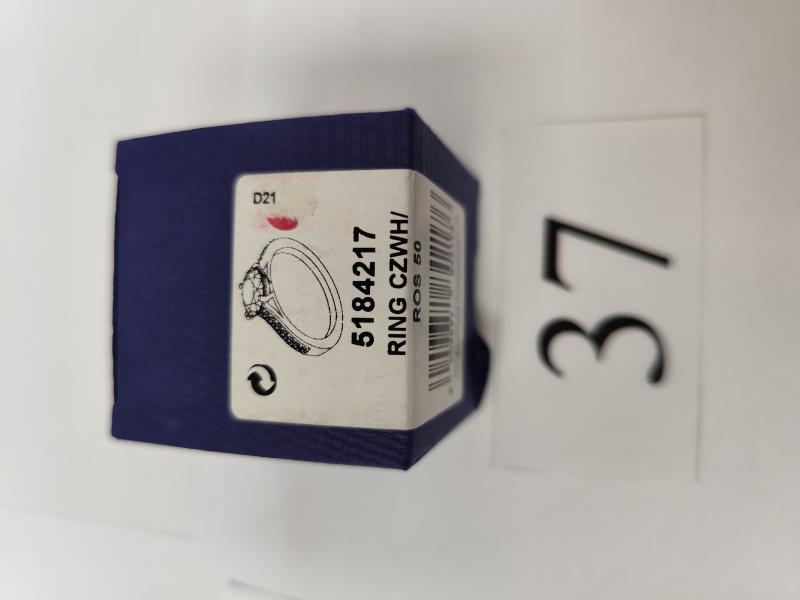 D21
5184217
RING CZWH/
ROS 50
37